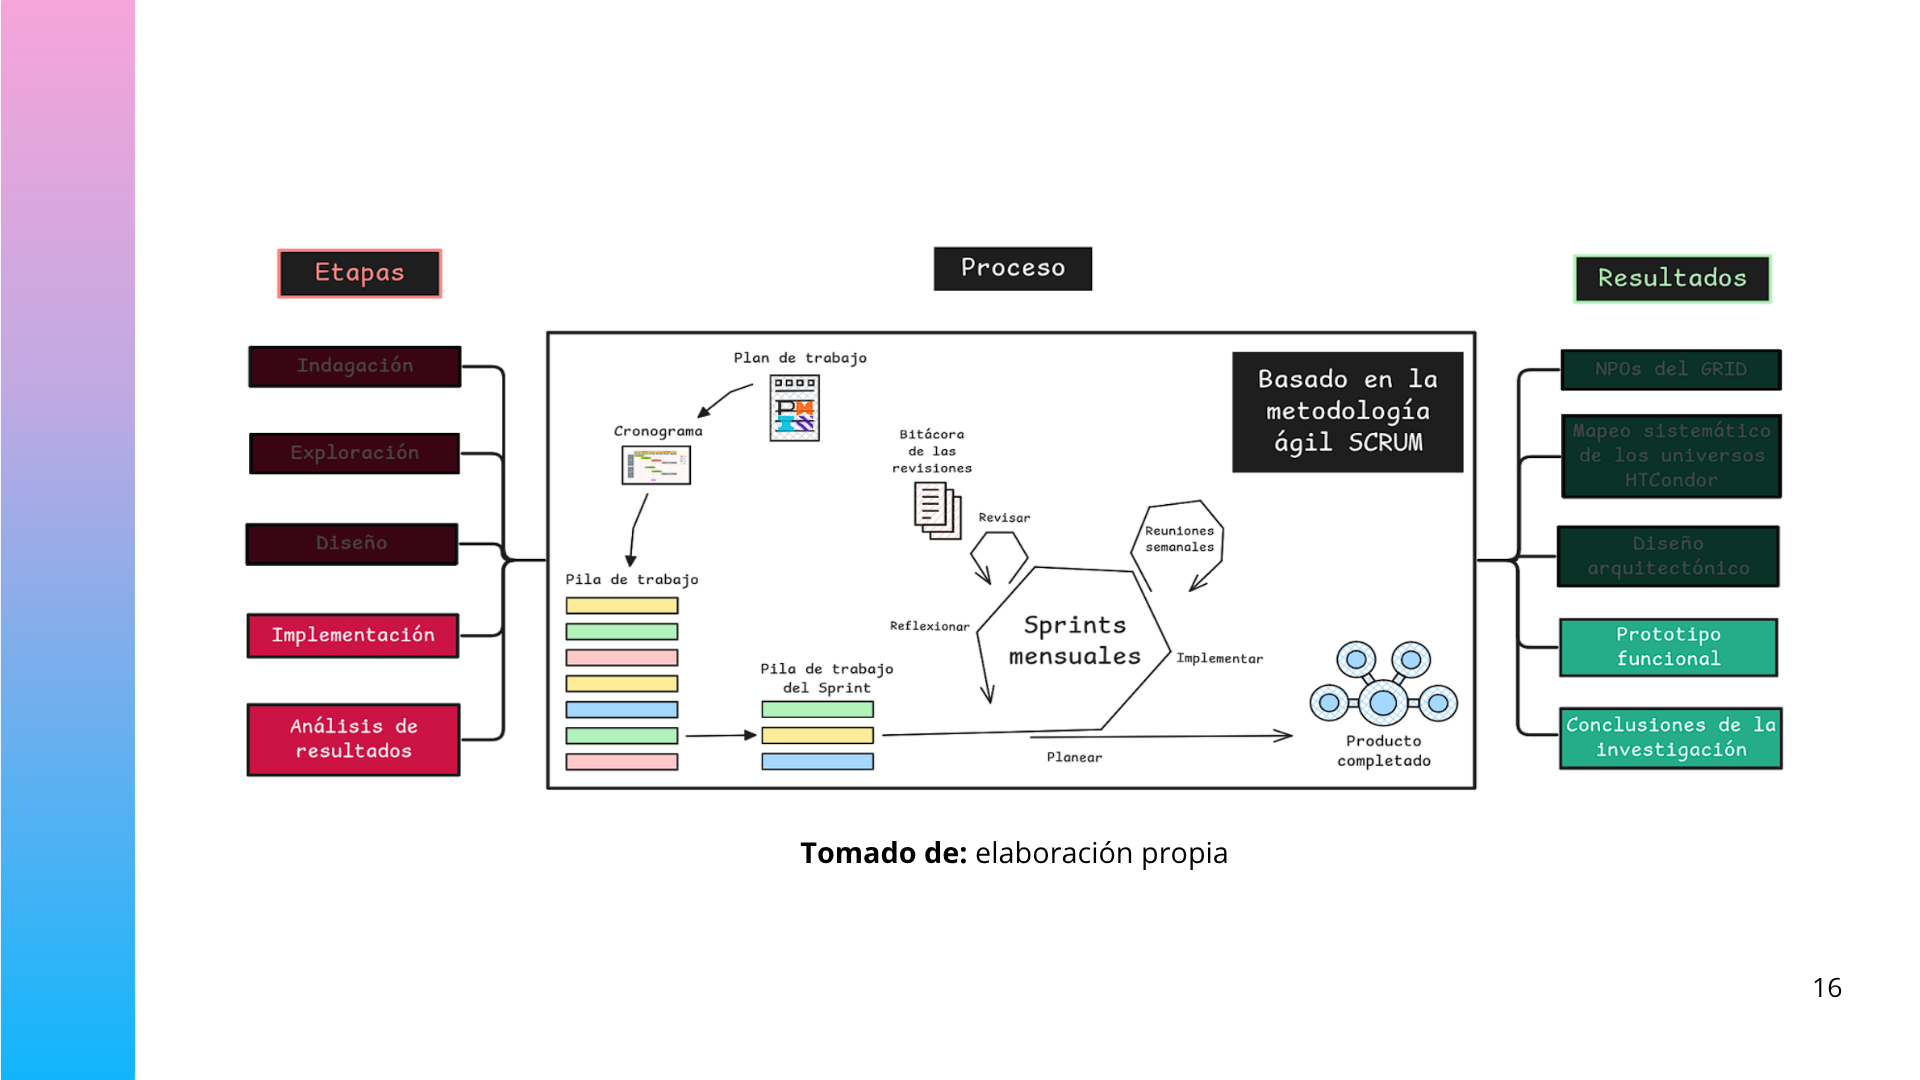 Etapas
Indagación
Exploración
Diseño
Implementación
Análisis de
resultados
Proceso
Plan de trabajo
Cronograma
Pila de trabajo
Pila de trabajo
del Sprint
Bitácora
de las
revisiones
Revisar
Reuniones
semanales
Reflexionar
Sprints
mensuales
Implementar
Planear
Basado en la
metodología
ágil SCRUM
Producto
completado
Resultados
NPOs del GRID
Mapeo sistemático
de los universos
HTCondor
Diseño
arquitectónico
Prototipo
funcional
Conclusiones de la
investigación
Tomado de: elaboración propia
16